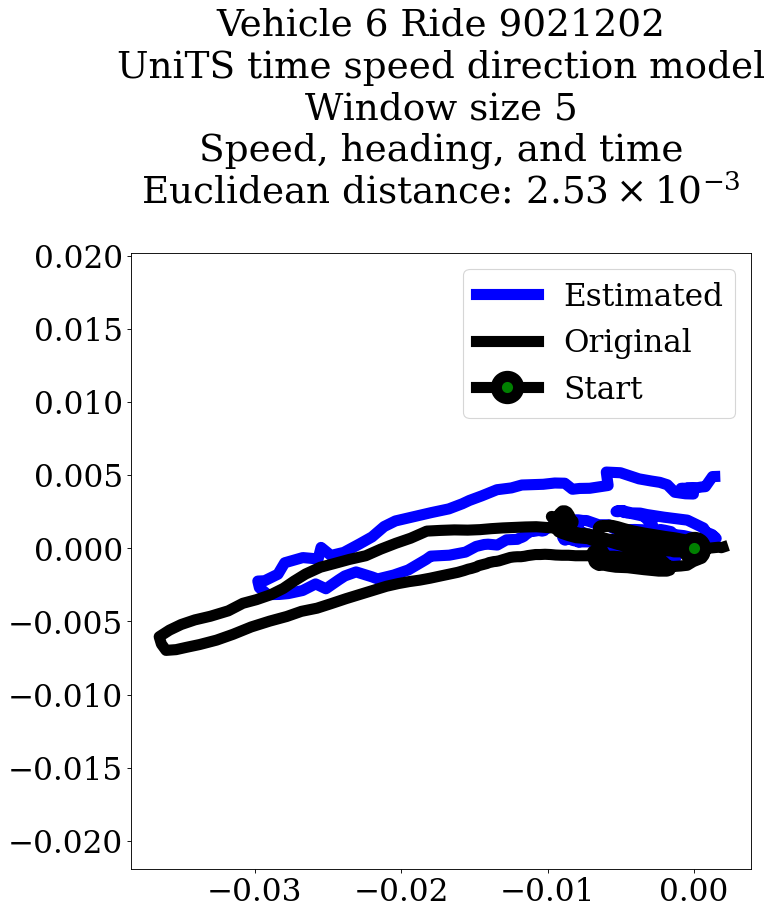 Vehicle 6 Ride 9021202
UniTS time speed direction model
Window size 5
Speed, heading, and time
Euclidean distance: 2.53 × 10⁻³
Estimated
Original
Start
0.020
0.015
0.010
0.005
0.000
−0.005
−0.010
−0.015
−0.020
−0.03 −0.02 −0.01 0.00